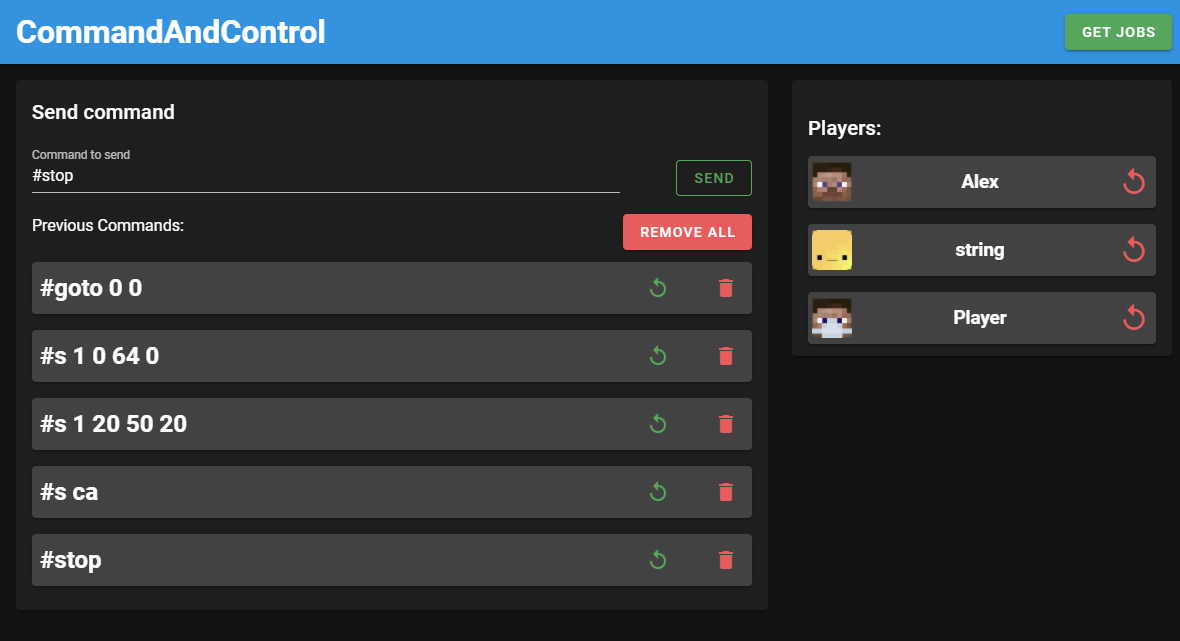 CommandAndControl
GET JOBS
Send command
Command to send
#stop
SEND
Previous Commands:
REMOVE ALL
#goto 0 0
#s 1 0 64 0
#s 1 20 50 20
#s ca
#stop
Players:
Alex
string
Player